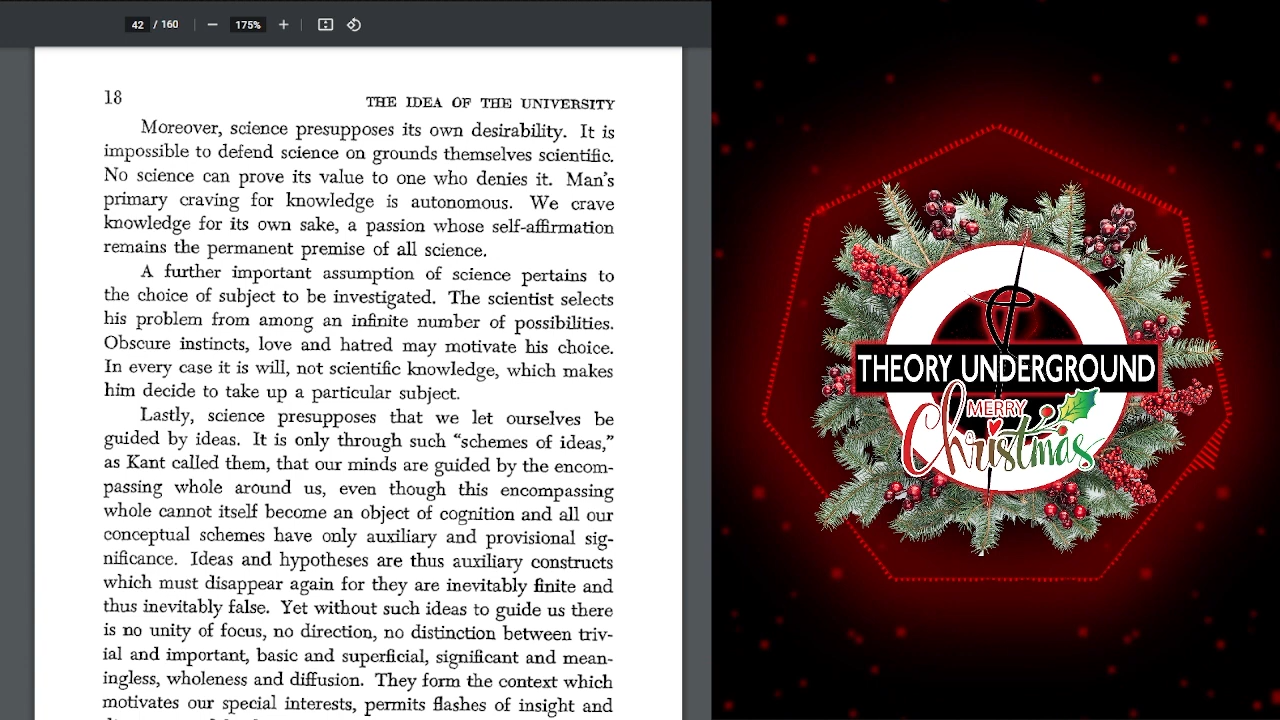 42 / 160
175%
18
THE IDEA OF THE UNIVERSITY
Moreover, science presupposes its own desirability. It is
impossible to defend science on grounds themselves scientific.
No science can prove its value to one who denies it. Man's
primary craving for knowledge is autonomous. We crave
knowledge for its own sake, a passion whose self-affirmation
remains the permanent premise of all science.
A further important assumption of science pertains to
the choice of subject to be investigated. The scientist selects
his problem from among an infinite number of possibilities.
Obscure instincts, love and hatred may motivate his choice.
In every case it is will, not scientific knowledge, which makes
him decide to take up a particular subject.
Lastly, science presupposes that we let ourselves be
guided by ideas. It is only through such "schemes of ideas,"
as Kant called them, that our minds are guided by the encom-
passing whole around us, even though this encompassing
whole cannot itself become an object of cognition and all our
conceptual schemes have only auxiliary and provisional sig-
nificance. Ideas and hypotheses are thus auxiliary constructs
which must disappear again for they are inevitably finite and
thus inevitably false. Yet without such ideas to guide us there
is no unity of focus, no direction, no distinction between triv-
ial and important, basic and superficial, significant and mean-
ingless, wholeness and diffusion. They form the context which
motivates our special interests, permits flashes of insight and
THEORY UNDERGROUND
MERRY
Christmas